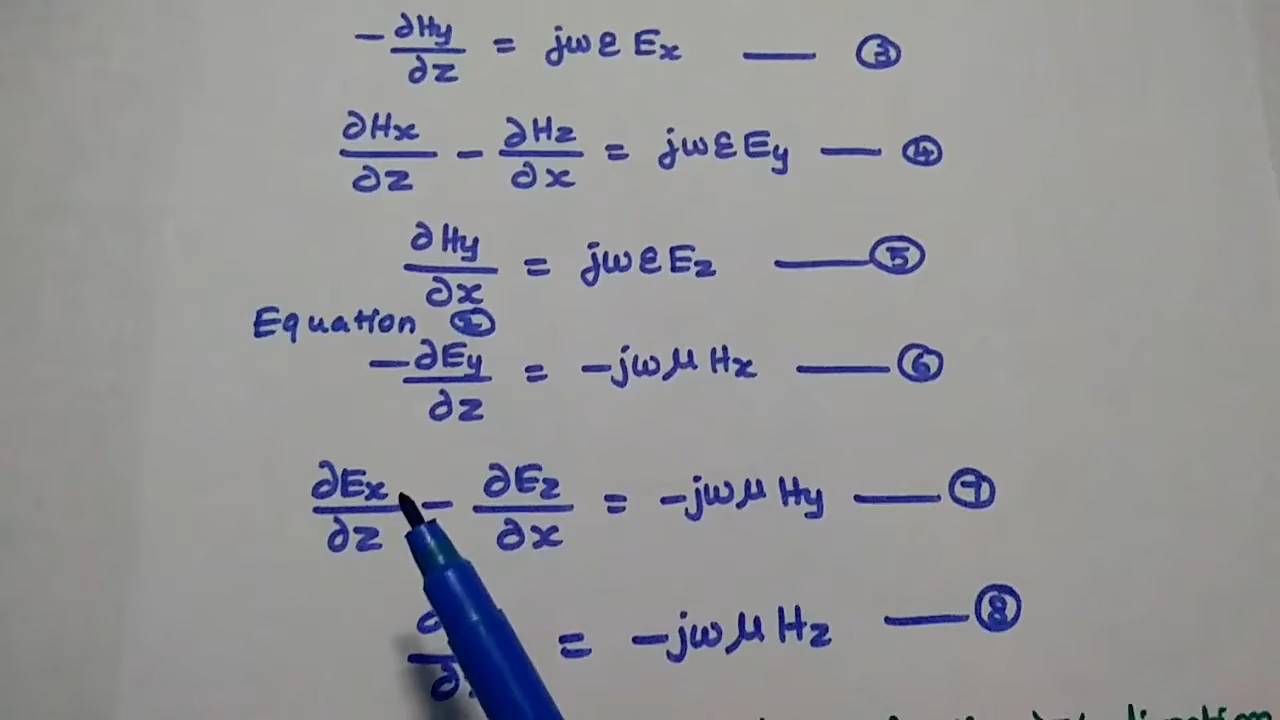 -∂Hy/∂z = jωε Ex — ③
∂Hx/∂z - ∂Hz/∂x = jωε Ey — ④
∂Hy/∂x = jωε Ez — ⑤
Equation
-∂Ey/∂z = -jωμ Hx — ⑥
∂Ex/∂z - ∂Ez/∂x = -jωμ Hy — ⑦
= -jωμ Hz — ⑧